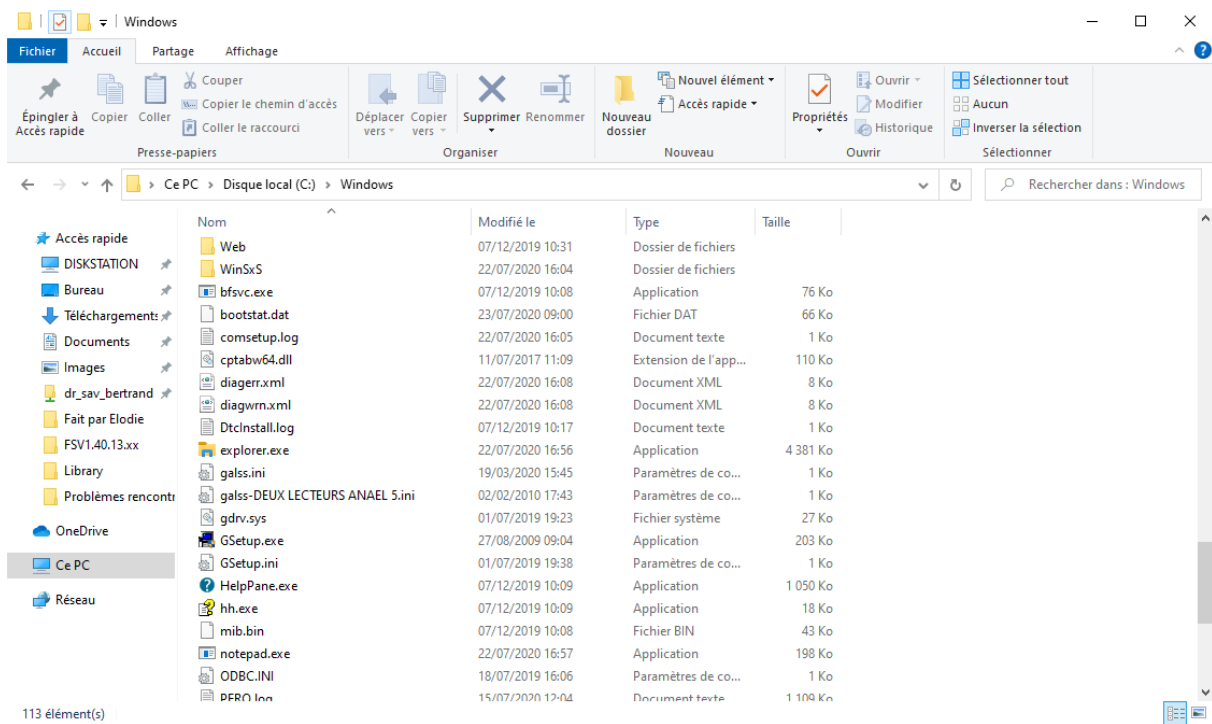 Windows
Fichier Accueil Partage Affichage
Épingler à Accès rapide
Copier
Coller
Couper
Copier le chemin d'accès
Coller le raccourci
Presse-papiers
Déplacer vers
Copier vers
Supprimer
Renommer
Organiser
Nouveau dossier
Nouvel élément
Accès rapide
Nouveau
Propriétés
Ouvrir
Modifier
Historique
Ouvrir
Sélectionner tout
Aucun
Inverser la sélection
Sélectionner
Ce PC > Disque local (C:) > Windows
Rechercher dans : Windows
Accès rapide
DISKSTATION
Bureau
Téléchargements
Documents
Images
dr_sav_bertrand
Fait par Elodie
FSV1.40.13.xx
Library
Problèmes rencontr
OneDrive
Ce PC
Réseau
Nom Modifié le Type Taille
Web 07/12/2019 10:31 Dossier de fichiers
WinSxS 22/07/2020 16:04 Dossier de fichiers
bfsvc.exe 07/12/2019 10:08 Application 76 Ko
bootstat.dat 23/07/2020 09:00 Fichier DAT 66 Ko
comsetup.log 22/07/2020 16:05 Document texte 1 Ko
cptabw64.dll 11/07/2017 11:09 Extension de l'app... 110 Ko
diagerr.xml 22/07/2020 16:08 Document XML 8 Ko
diagwrn.xml 22/07/2020 16:08 Document XML 8 Ko
DtcInstall.log 07/12/2019 10:17 Document texte 1 Ko
explorer.exe 22/07/2020 16:56 Application 4 381 Ko
galss.ini 19/03/2020 15:45 Paramètres de co... 1 Ko
galss-DEUX LECTEURS ANAEL 5.ini 02/02/2010 17:43 Paramètres de co... 1 Ko
gdrv.sys 01/07/2019 19:23 Fichier système 27 Ko
GSetup.exe 27/08/2009 09:04 Application 203 Ko
GSetup.ini 01/07/2019 19:38 Paramètres de co... 1 Ko
HelpPane.exe 07/12/2019 10:09 Application 1 050 Ko
hh.exe 07/12/2019 10:09 Application 18 Ko
mib.bin 07/12/2019 10:08 Fichier BIN 43 Ko
notepad.exe 22/07/2020 16:57 Application 198 Ko
ODBC.INI 18/07/2019 16:06 Paramètres de co... 1 Ko
PFRO.log 15/07/2020 12:04 Document texte 1 109 Ko
113 élément(s)